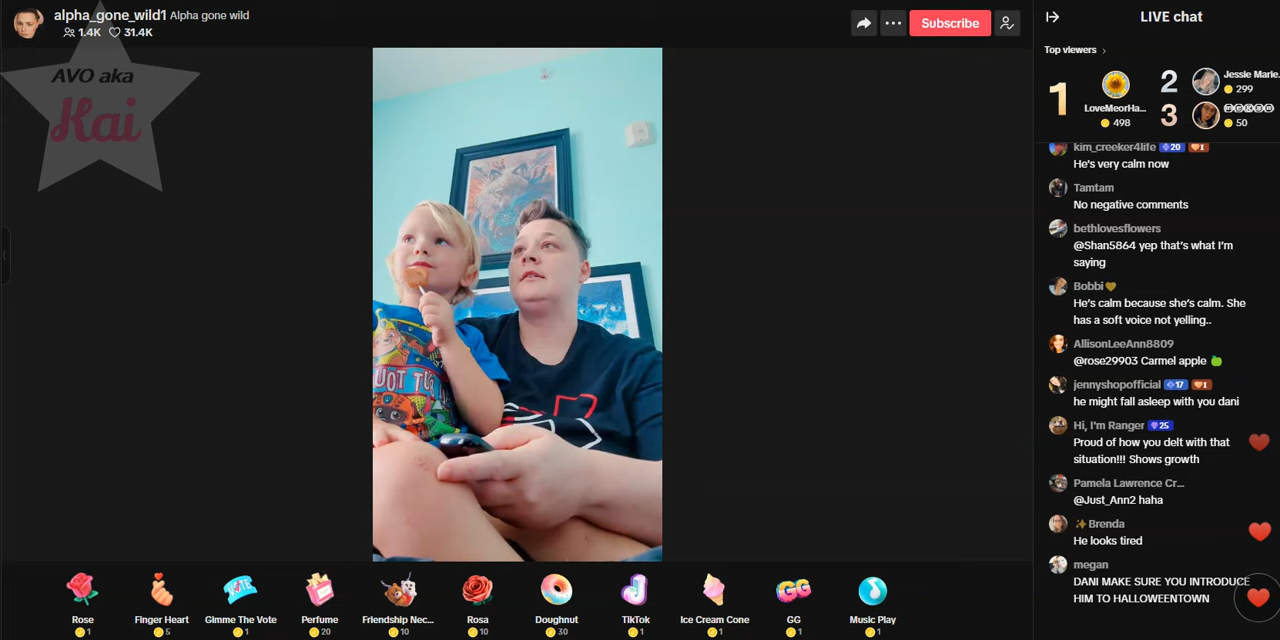 alpha_gone_wild1 Alpha gone wild
1.4K 31.4K
Subscribe
AVO aka
Kai
LIVE chat
Top viewers
1
LoveMeorHa...
498
2
Jessie Marie.
299
3
50
kim_creeker4life 20 1
He's very calm now
Tamtam
No negative comments
bethlovesflowers
@Shan5864 yep that's what I'm
saying
Bobbi
He's calm because she's calm. She
has a soft voice not yelling..
AllisonLeeAnn8809
@rose29903 Carmel apple
jennyshopofficial 17 1
he might fall asleep with you dani
Hi, I'm Ranger 25
Proud of how you delt with that
situation!!! Shows growth
Pamela Lawrence Cr...
@Just_Ann2 haha
Brenda
He looks tired
megan
DANI MAKE SURE YOU INTRODUCE
HIM TO HALLOWEENTOWN
VOTE
GG
Rose
1
Finger Heart
5
Gimme The Vote
1
Perfume
20
Friendship Nec...
10
Rosa
10
Doughnut
30
TikTok
1
Ice Cream Cone
1
GG
1
Music Play
1